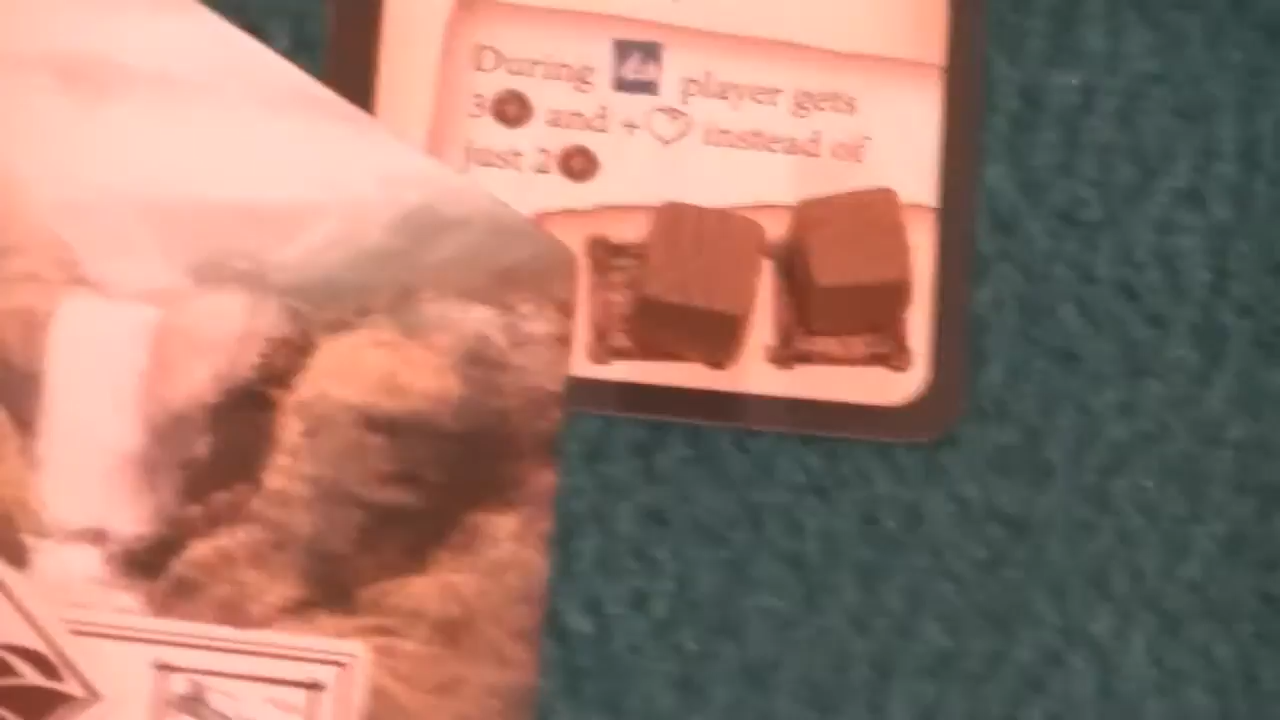 During player gets
3 and + instead of
just 2